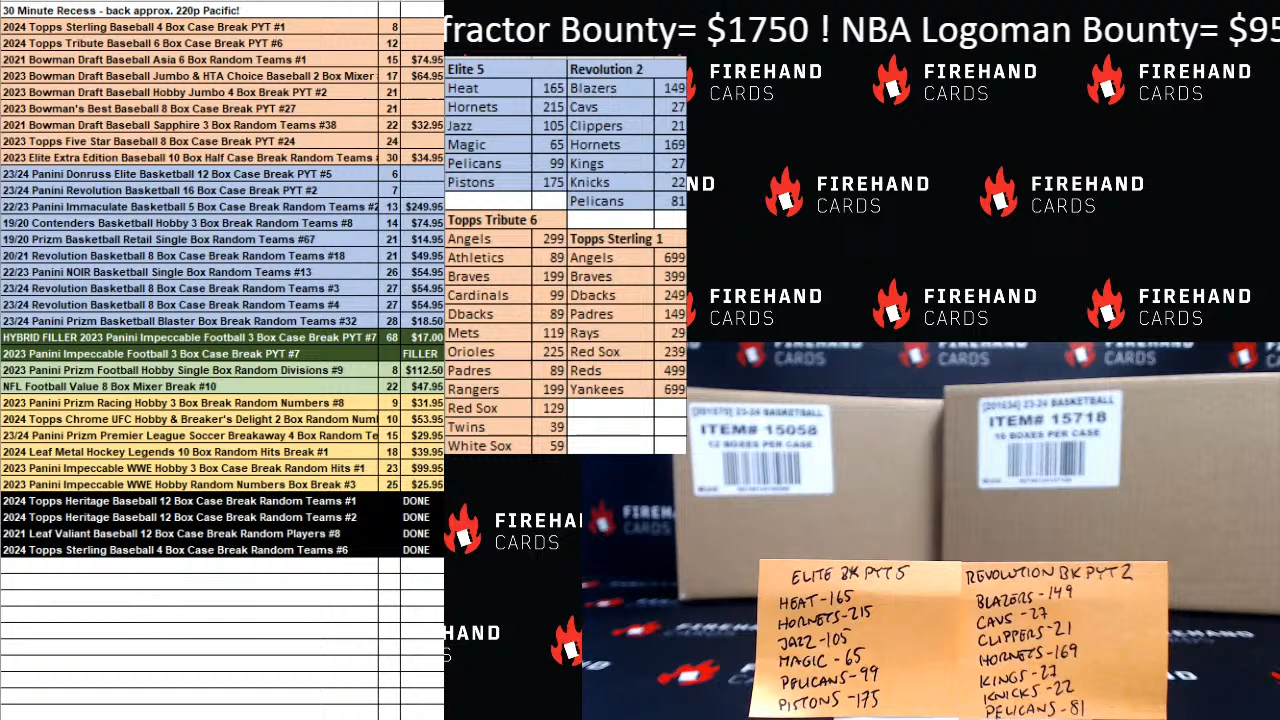 30 Minute Recess - back approx. 220p Pacific!
2024 Topps Sterling Baseball 4 Box Case Break PYT #1 8
2024 Topps Tribute Baseball 6 Box Case Break PYT #6 12
2021 Bowman Draft Baseball Asia 6 Box Random Teams #1 15 $74.95
2023 Bowman Draft Baseball Jumbo & HTA Choice Baseball 2 Box Mixer 17 $64.95
2023 Bowman Draft Baseball Hobby Jumbo 4 Box Case Break PYT #2 21
2023 Bowman's Best Baseball 8 Box Case Break PYT #27 21
2021 Bowman Draft Baseball Sapphire 3 Box Random Teams #38 22 $32.95
2023 Topps Five Star Baseball 8 Box Case Break PYT #24 24
2023 Elite Extra Edition Baseball 10 Box Half Case Break Random Teams 30 $34.95
23/24 Panini Donruss Elite Basketball 12 Box Case Break PYT #5 6
23/24 Panini Revolution Basketball 16 Box Case Break PYT #2 7
22/23 Panini Immaculate Basketball 5 Box Case Break Random Teams #2 13 $249.95
19/20 Contenders Basketball Hobby 3 Box Break Random Teams #8 14 $74.95
19/20 Prizm Basketball Retail Single Box Random Teams #67 21 $14.95
20/21 Revolution Basketball 8 Box Case Break Random Teams #18 21 $49.95
22/23 Panini NOIR Basketball Single Box Random Teams #13 26 $54.95
23/24 Revolution Basketball 8 Box Case Break Random Teams #3 27 $54.95
23/24 Revolution Basketball 8 Box Case Break Random Teams #4 27 $54.95
23/24 Panini Prizm Basketball Blaster Box Break Random Teams #32 28 $18.50
HYBRID FILLER 2023 Panini Impeccable Football 3 Box Case Break PYT #7 68 $17.00
2023 Panini Impeccable Football 3 Box Case Break PYT #7 FILLER
2023 Panini Prizm Football Hobby Single Box Random Divisions #9 8 $112.50
NFL Football Value 8 Box Mixer Break #10 22 $47.95
2023 Panini Prizm Racing Hobby 3 Box Break Random Numbers #8 9 $31.95
2024 Topps Chrome UFC Hobby & Breaker's Delight 2 Box Random Num 10 $53.95
23/24 Panini Prizm Premier League Soccer Breakaway 4 Box Random Te 15 $29.95
2024 Leaf Metal Hockey Legends 10 Box Random Hits Break #1 18 $39.95
2023 Panini Impeccable WWE Hobby 3 Box Case Break Random Hits #1 23 $99.95
2023 Panini Impeccable WWE Hobby Random Numbers Box Break #3 25 $25.95
2024 Topps Heritage Baseball 12 Box Case Break Random Teams #1 DONE
2024 Topps Heritage Baseball 12 Box Case Break Random Teams #2 DONE
2021 Leaf Valiant Baseball 12 Box Case Break Random Players #8 DONE
2024 Topps Sterling Baseball 4 Box Case Break Random Teams #6 DONE
fractor Bounty= $1750 ! NBA Logoman Bounty= $95
Elite 5
Heat 165
Hornets 215
Jazz 105
Magic 65
Pelicans 99
Pistons 175
Revolution 2
Blazers 149
Cavs 27
Clippers 21
Hornets 169
Kings 27
Knicks 22
Pelicans 81
Topps Tribute 6
Angels 299
Athletics 89
Braves 199
Cardinals 99
Dbacks 89
Mets 119
Orioles 225
Padres 89
Rangers 199
Red Sox 129
Twins 39
White Sox 59
Topps Sterling 1
Angels 699
Braves 399
Dbacks 249
Padres 149
Rays 29
Red Sox 239
Reds 499
Yankees 699
FIREHAND
CARDS
FIREHAND
CARDS
FIREHAND
CARDS
ND
FIREHAND
CARDS
FIREHAND
CARDS
FIREHAND
CARDS
FIREHAND
CARDS
FIREHAND
CARDS
FIREHA
CARDS
HAND
S
CARDS
CARDS
CARDS
23-24 BASKETBALL
ITEM# 15058
12 BOXES PER CASE
23-24 BASKETBALL
ITEM# 15718
16 BOXES PER CASE
FIREHAND
CARDS
FIREHAND
ELITE BK PYT 5
HEAT-165
HORNETS-215
JAZZ-105
MAGIC-65
PELICANS-99
PISTONS-175
REVOLUTION BK PYT 2
BLAZERS-149
CAVS-27
CLIPPERS-21
HORNETS-169
KINGS-27
KNICKS-22
PELICANS-81